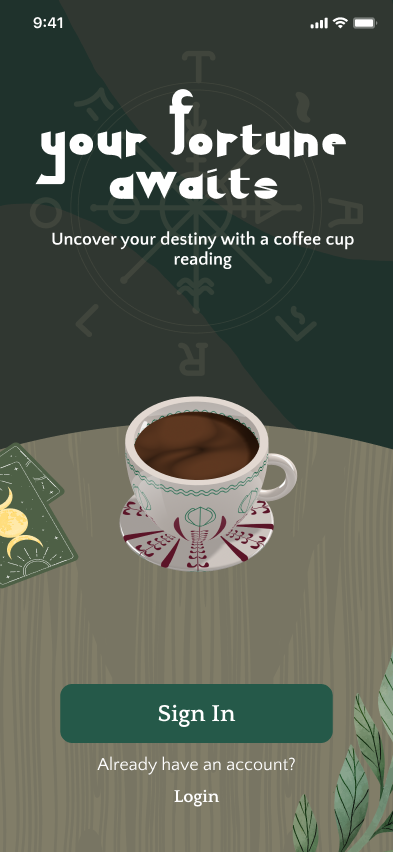 9:41
your fortune
awaits
Uncover your destiny with a coffee cup
reading
Sign In
Already have an account?
Login